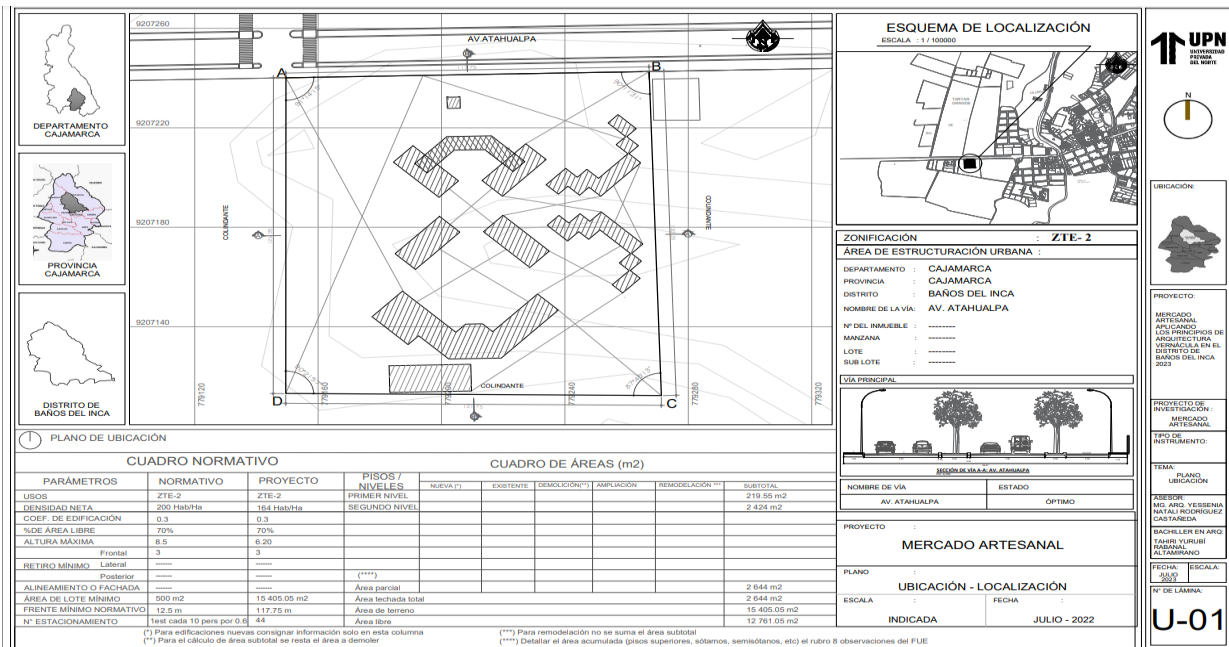 DEPARTAMENTO
CAJAMARCA
PROVINCIA
CAJAMARCA
DISTRITO DE
BAÑOS DEL INCA
9207260
9207220
9207180
9207140
AV.ATAHUALPA
A
B
C
D
COLINDANTE
COLINDANTE
COLINDANTE
779120
779160
779240
779280
779320
PLANO DE UBICACIÓN
ESQUEMA DE LOCALIZACIÓN
ESCALA : 1 / 100000
ZONIFICACIÓN : ZTE- 2
ÁREA DE ESTRUCTURACIÓN URBANA :
DEPARTAMENTO : CAJAMARCA
PROVINCIA : CAJAMARCA
DISTRITO : BAÑOS DEL INCA
NOMBRE DE LA VÍA: AV. ATAHUALPA
Nº DEL INMUEBLE : --------
MANZANA : --------
LOTE : --------
SUB LOTE : --------
VÍA PRINCIPAL
SECCIÓN DE VÍA A-A: AV. ATAHUALPA
NOMBRE DE VÍA ESTADO
AV. ATAHUALPA ÓPTIMO
PROYECTO :
MERCADO ARTESANAL
PLANO :
UBICACIÓN - LOCALIZACIÓN
ESCALA : FECHA :
INDICADA JULIO - 2022
CUADRO NORMATIVO
PARÁMETROS NORMATIVO PROYECTO
USOS ZTE-2 ZTE-2
DENSIDAD NETA 200 Hab/Ha 164 Hab/Ha
COEF. DE EDIFICACIÓN 0.3 0.3
%DE ÁREA LIBRE 70% 70%
ALTURA MÁXIMA 8.5 6.20
RETIRO MÍNIMO
Frontal 3 3
Lateral ------- -------
Posterior ------- -------
ALINEAMIENTO O FACHADA ------- -------
ÁREA DE LOTE MÍNIMO 500 m2 15 405.05 m2
FRENTE MÍNIMO NORMATIVO 12.5 m 117.75 m
N° ESTACIONAMIENTO 1est cada 10 pers por 0.6 44
CUADRO DE ÁREAS (m2)
PISOS / NIVELES NUEVA (*) EXISTENTE DEMOLICIÓN(**) AMPLIACIÓN REMODELACIÓN *** SUBTOTAL
PRIMER NIVEL 219.55 m2
SEGUNDO NIVEL 2 424 m2
(****)
Área parcial 2 644 m2
Área techada total 2 644 m2
Área de terreno 15 405.05 m2
Área libre 12 761.05 m2
(*) Para edificaciones nuevas consignar información solo en esta columna
(**) Para el cálculo de área subtotal se resta el área a demoler
(***) Para remodelación no se suma el área subtotal
(****) Detallar el área acumulada (pisos superiores, sótarnos, semisótanos, etc) el rubro 8 observaciones del FUE
UPN
UNIVERSIDAD
PRIVADA
DEL NORTE
N
UBICACIÓN:
PROYECTO:
MERCADO
ARTESANAL
APLICANDO
LOS PRINCIPIOS DE
ARQUITECTURA
VERNÁCULA EN EL
DISTRITO DE
BAÑOS DEL INCA
2023
PROYECTO DE
INVESTIGACIÓN :
MERCADO
ARTESANAL
TIPO DE
INSTRUMENTO:
TEMA:
PLANO
UBICACIÓN
ASESOR:
MG. ARQ. YESSENIA
NATALI RODRÍGUEZ
CASTAÑEDA
BACHILLER EN ARQ:
TAHIRI YURUBÍ
RABANAL
ALTAMIRANO
FECHA: ESCALA:
JULIO
2023
N° DE LÁMINA:
U-01